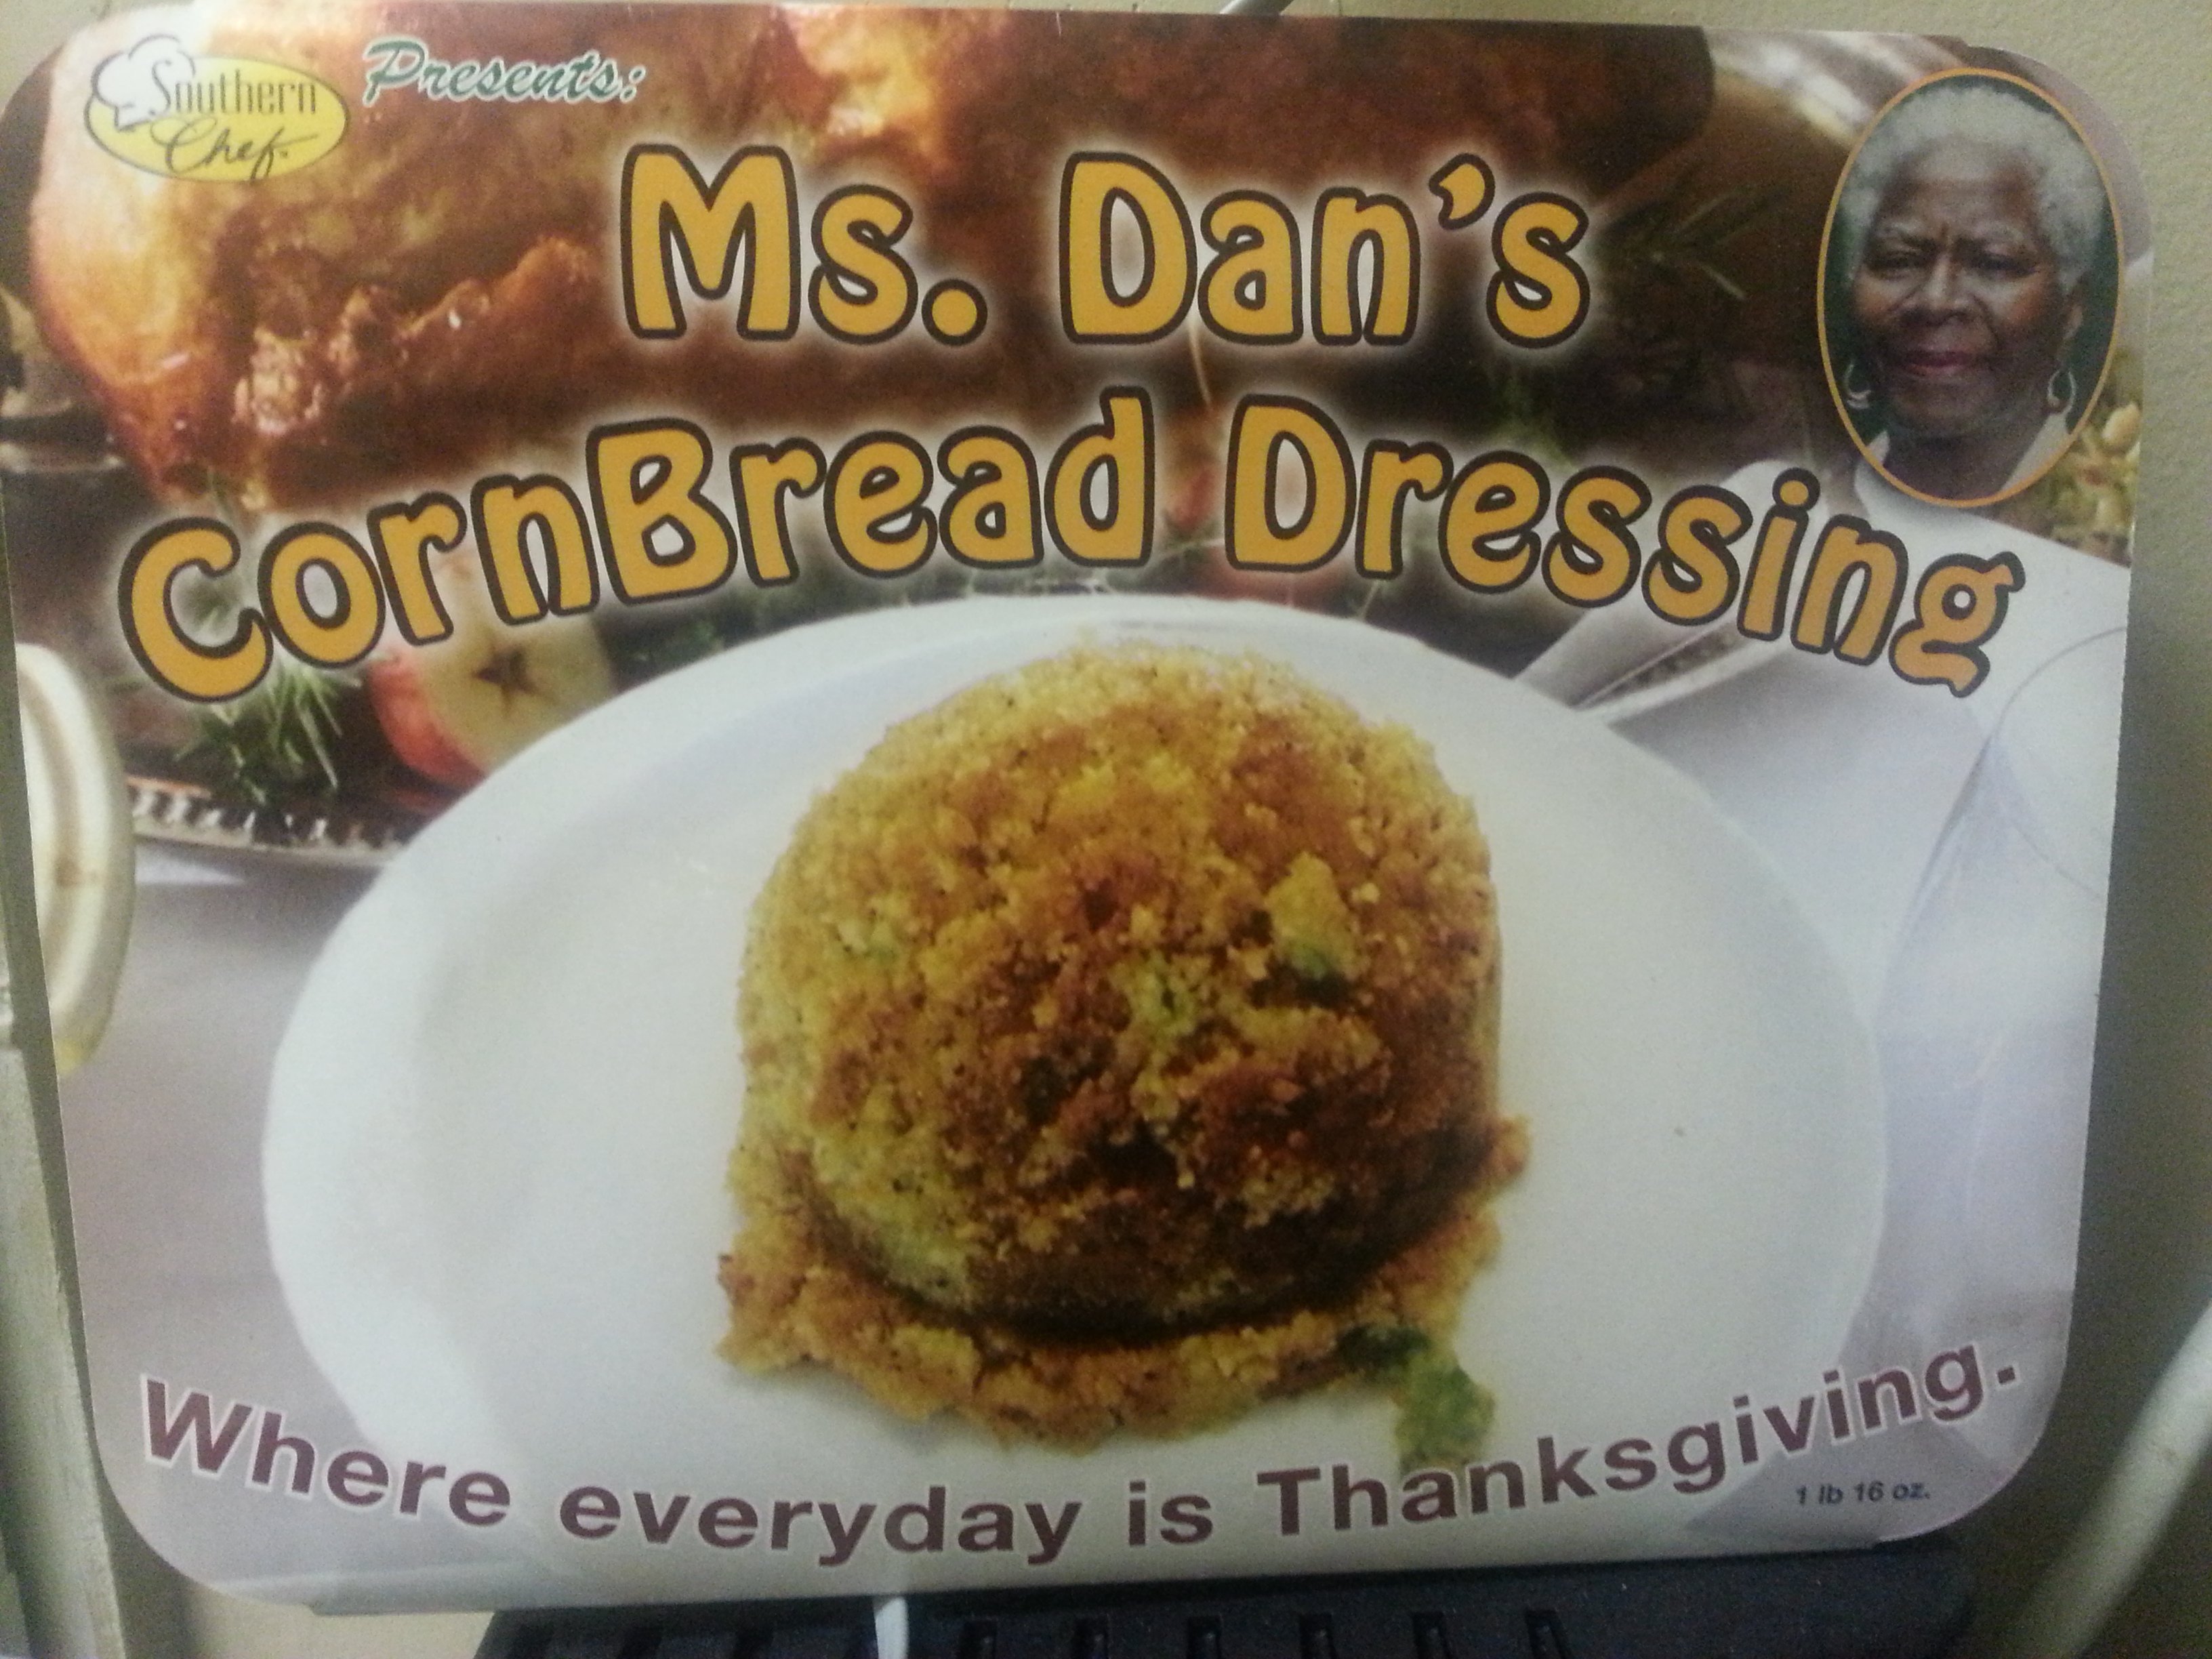 Southern
Chef
Presents:
Ms. Dan's
CornBread Dressing
Where everyday is Thanksgiving.
1 lb 16 oz.